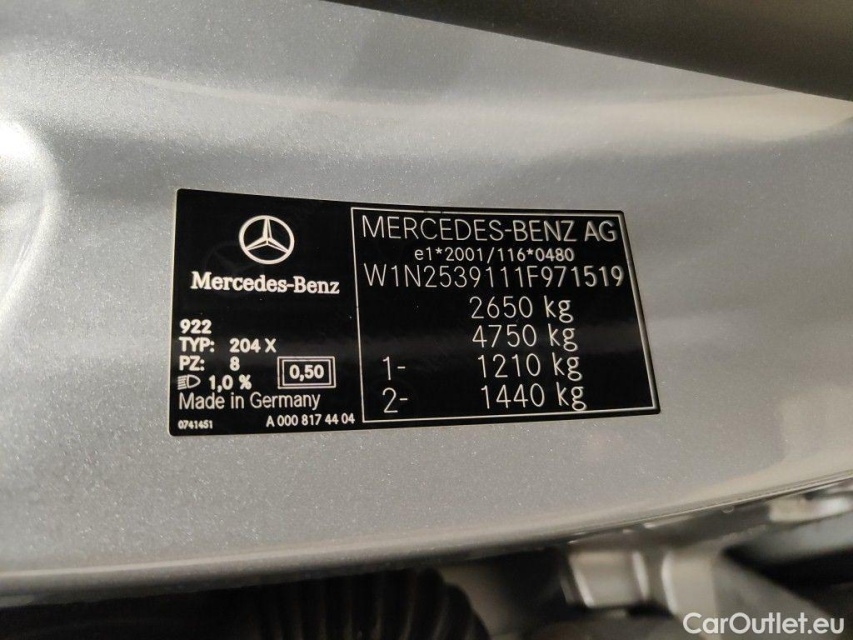 Mercedes-Benz
922
TYP: 204 X
PZ: 8
1,0 %
0,50
Made in Germany
0741451
A 000 817 44 04
MERCEDES-BENZ AG
e1*2001/116*0480
W1N2539111F971519
2650 kg
4750 kg
1- 1210 kg
2- 1440 kg
CarOutlet.eu